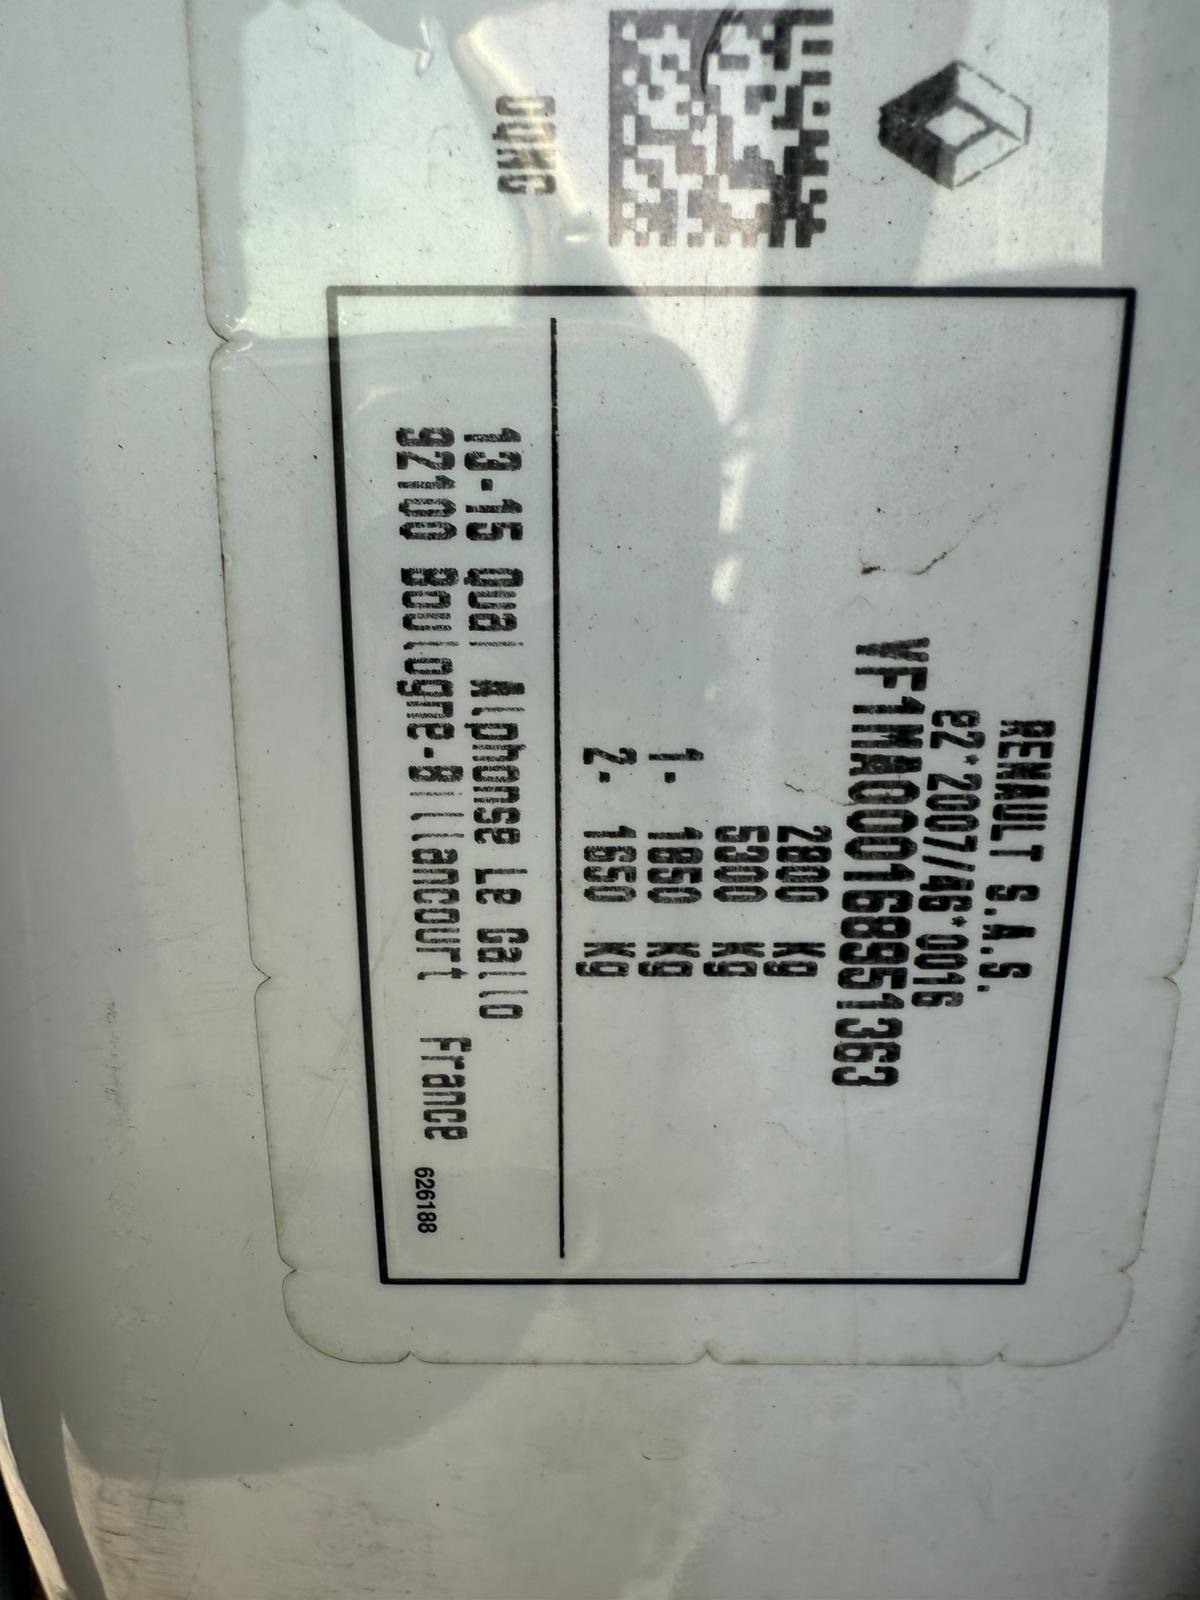 RENAULT S.A.S.
e2*2007/46*0016
VF1MA000168951363
2800 Kg
5300 Kg
1- 1850 Kg
2- 1650 Kg
13-15 Quai Alphonse Le Gallo
92100 Boulogne-Billancourt France
626188